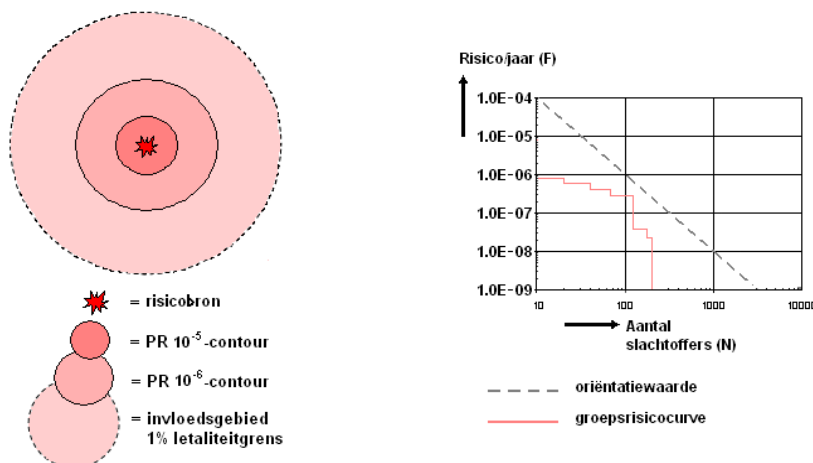 = risicobron
= PR 10⁻⁵-contour
= PR 10⁻⁶-contour
= invloedsgebied
1% letaliteitgrens
Risico/jaar (F)
1.0E-04
1.0E-05
1.0E-06
1.0E-07
1.0E-08
1.0E-09
10 100 1000 10000
Aantal
slachtoffers (N)
oriëntatiewaarde
groepsrisicocurve